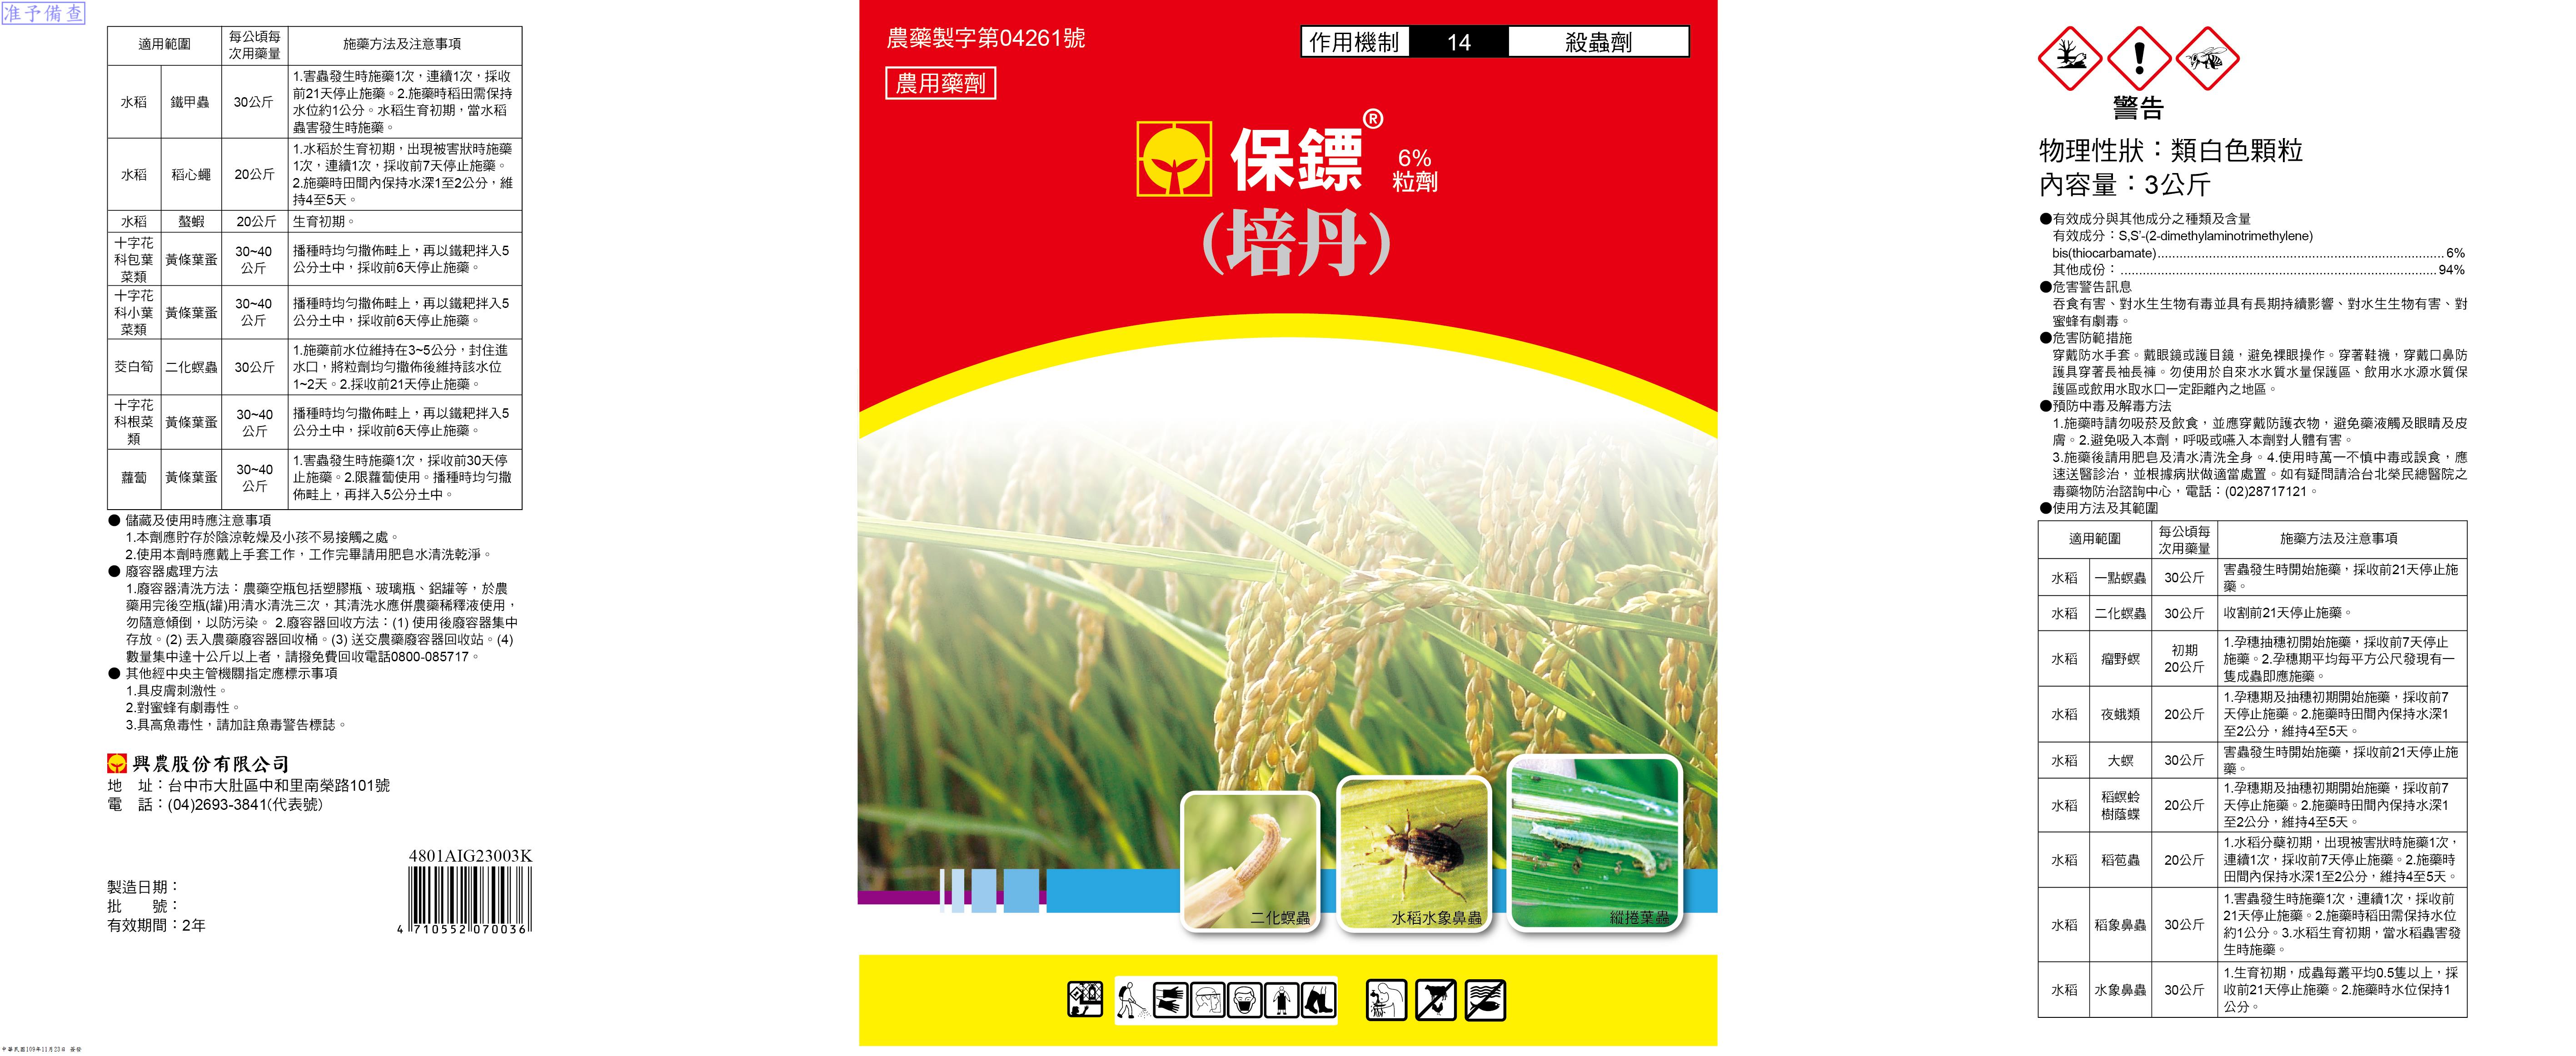 准予備查
適用範圍 每公頃每次用藥量 施藥方法及注意事項
水稻 鐵甲蟲 30公斤 1.害蟲發生時施藥1次，連續1次，採收
前21天停止施藥。2.施藥時稻田需保持
水位約1公分。水稻生育初期，當水稻
蟲害發生時施藥。
水稻 稻心蠅 20公斤 1.水稻於生育初期，出現被害狀時施藥
1次，連續1次，採收前7天停止施藥。
2.施藥時田間內保持水深1至2公分，維
持4至5天。
水稻 螯蝦 20公斤 生育初期。
十字花科包葉菜類 黃條葉蚤 30~40公斤 播種時均勻撒佈畦上，再以鐵耙拌入5
公分土中，採收前6天停止施藥。
十字花科小葉菜類 黃條葉蚤 30~40公斤 播種時均勻撒佈畦上，再以鐵耙拌入5
公分土中，採收前6天停止施藥。
茭白筍 二化螟蟲 30公斤 1.施藥前水位維持在3~5公分，封住進
水口，將粒劑均勻撒佈後維持該水位
1~2天。2.採收前21天停止施藥。
十字花科根菜類 黃條葉蚤 30~40公斤 播種時均勻撒佈畦上，再以鐵耙拌入5
公分土中，採收前6天停止施藥。
蘿蔔 黃條葉蚤 30~40公斤 1.害蟲發生時施藥1次，採收前30天停
止施藥。2.限蘿蔔使用。播種時均勻撒
佈畦上，再拌入5公分土中。
● 儲藏及使用時應注意事項
1.本劑應貯存於陰涼乾燥及小孩不易接觸之處。
2.使用本劑時應戴上手套工作，工作完畢請用肥皂水清洗乾淨。
● 廢容器處理方法
1.廢容器清洗方法：農藥空瓶包括塑膠瓶、玻璃瓶、鋁罐等，於農
藥用完後空瓶(罐)用清水清洗三次，其清洗水應併農藥稀釋液使用，
勿隨意傾倒，以防污染。 2.廢容器回收方法：(1) 使用後廢容器集中
存放。(2) 丟入農藥廢容器回收桶。(3) 送交農藥廢容器回收站。(4)
數量集中達十公斤以上者，請撥免費回收電話0800-085717。
● 其他經中央主管機關指定應標示事項
1.具皮膚刺激性。
2.對蜜蜂有劇毒性。
3.具高魚毒性，請加註魚毒警告標誌。
興農股份有限公司
地 址：台中市大肚區中和里南榮路101號
電 話：(04)2693-3841(代表號)
4801AIG23003K
製造日期：
批 號：
有效期間：2年
4 710552 070036
中華民國109年11月23日 簽發
農藥製字第04261號
作用機制 14 殺蟲劑
農用藥劑
保鏢®
6%
粒劑
(培丹)
二化螟蟲
水稻水象鼻蟲
縱捲葉蟲
警告
物理性狀：類白色顆粒
內容量：3公斤
●有效成分與其他成分之種類及含量
有效成分：S,S'-(2-dimethylaminotrimethylene)
bis(thiocarbamate)......6%
其他成份：......94%
●危害警告訊息
吞食有害、對水生生物有毒並具有長期持續影響、對水生生物有害、對
蜜蜂有劇毒。
●危害防範措施
穿戴防水手套。戴眼鏡或護目鏡，避免裸眼操作。穿著鞋襪，穿戴口鼻防
護具穿著長袖長褲。勿使用於自來水水質水量保護區、飲用水水源水質保
護區或飲用水取水口一定距離內之地區。
●預防中毒及解毒方法
1.施藥時請勿吸菸及飲食，並應穿戴防護衣物，避免藥液觸及眼睛及皮
膚。2.避免吸入本劑，呼吸或嚥入本劑對人體有害。
3.施藥後請用肥皂及清水清洗全身。4.使用時萬一不慎中毒或誤食，應
速送醫診治，並根據病狀做適當處置。如有疑問請洽台北榮民總醫院之
毒藥物防治諮詢中心，電話：(02)28717121。
●使用方法及其範圍
適用範圍 每公頃每次用藥量 施藥方法及注意事項
水稻 一點螟蟲 30公斤 害蟲發生時開始施藥，採收前21天停止施
藥。
水稻 二化螟蟲 30公斤 收割前21天停止施藥。
水稻 瘤野螟 初期20公斤 1.孕穗抽穗初開始施藥，採收前7天停止
施藥。2.孕穗期平均每平方公尺發現有一
隻成蟲即應施藥。
水稻 夜蛾類 20公斤 1.孕穗期及抽穗初期開始施藥，採收前7
天停止施藥。2.施藥時田間內保持水深1
至2公分，維持4至5天。
水稻 大螟 30公斤 害蟲發生時開始施藥，採收前21天停止施
藥。
水稻 稻螟蛉樹蔭蝶 20公斤 1.孕穗期及抽穗初期開始施藥，採收前7
天停止施藥。2.施藥時田間內保持水深1
至2公分，維持4至5天。
水稻 稻苞蟲 20公斤 1.水稻分蘗初期，出現被害狀時施藥1次，
連續1次，採收前7天停止施藥。2.施藥時
田間內保持水深1至2公分，維持4至5天。
水稻 稻象鼻蟲 30公斤 1.害蟲發生時施藥1次，連續1次，採收前
21天停止施藥。2.施藥時稻田需保持水位
約1公分。3.水稻生育初期，當水稻蟲害發
生時施藥。
水稻 水象鼻蟲 30公斤 1.生育初期，成蟲每叢平均0.5隻以上，採
收前21天停止施藥。2.施藥時水位保持1
公分。